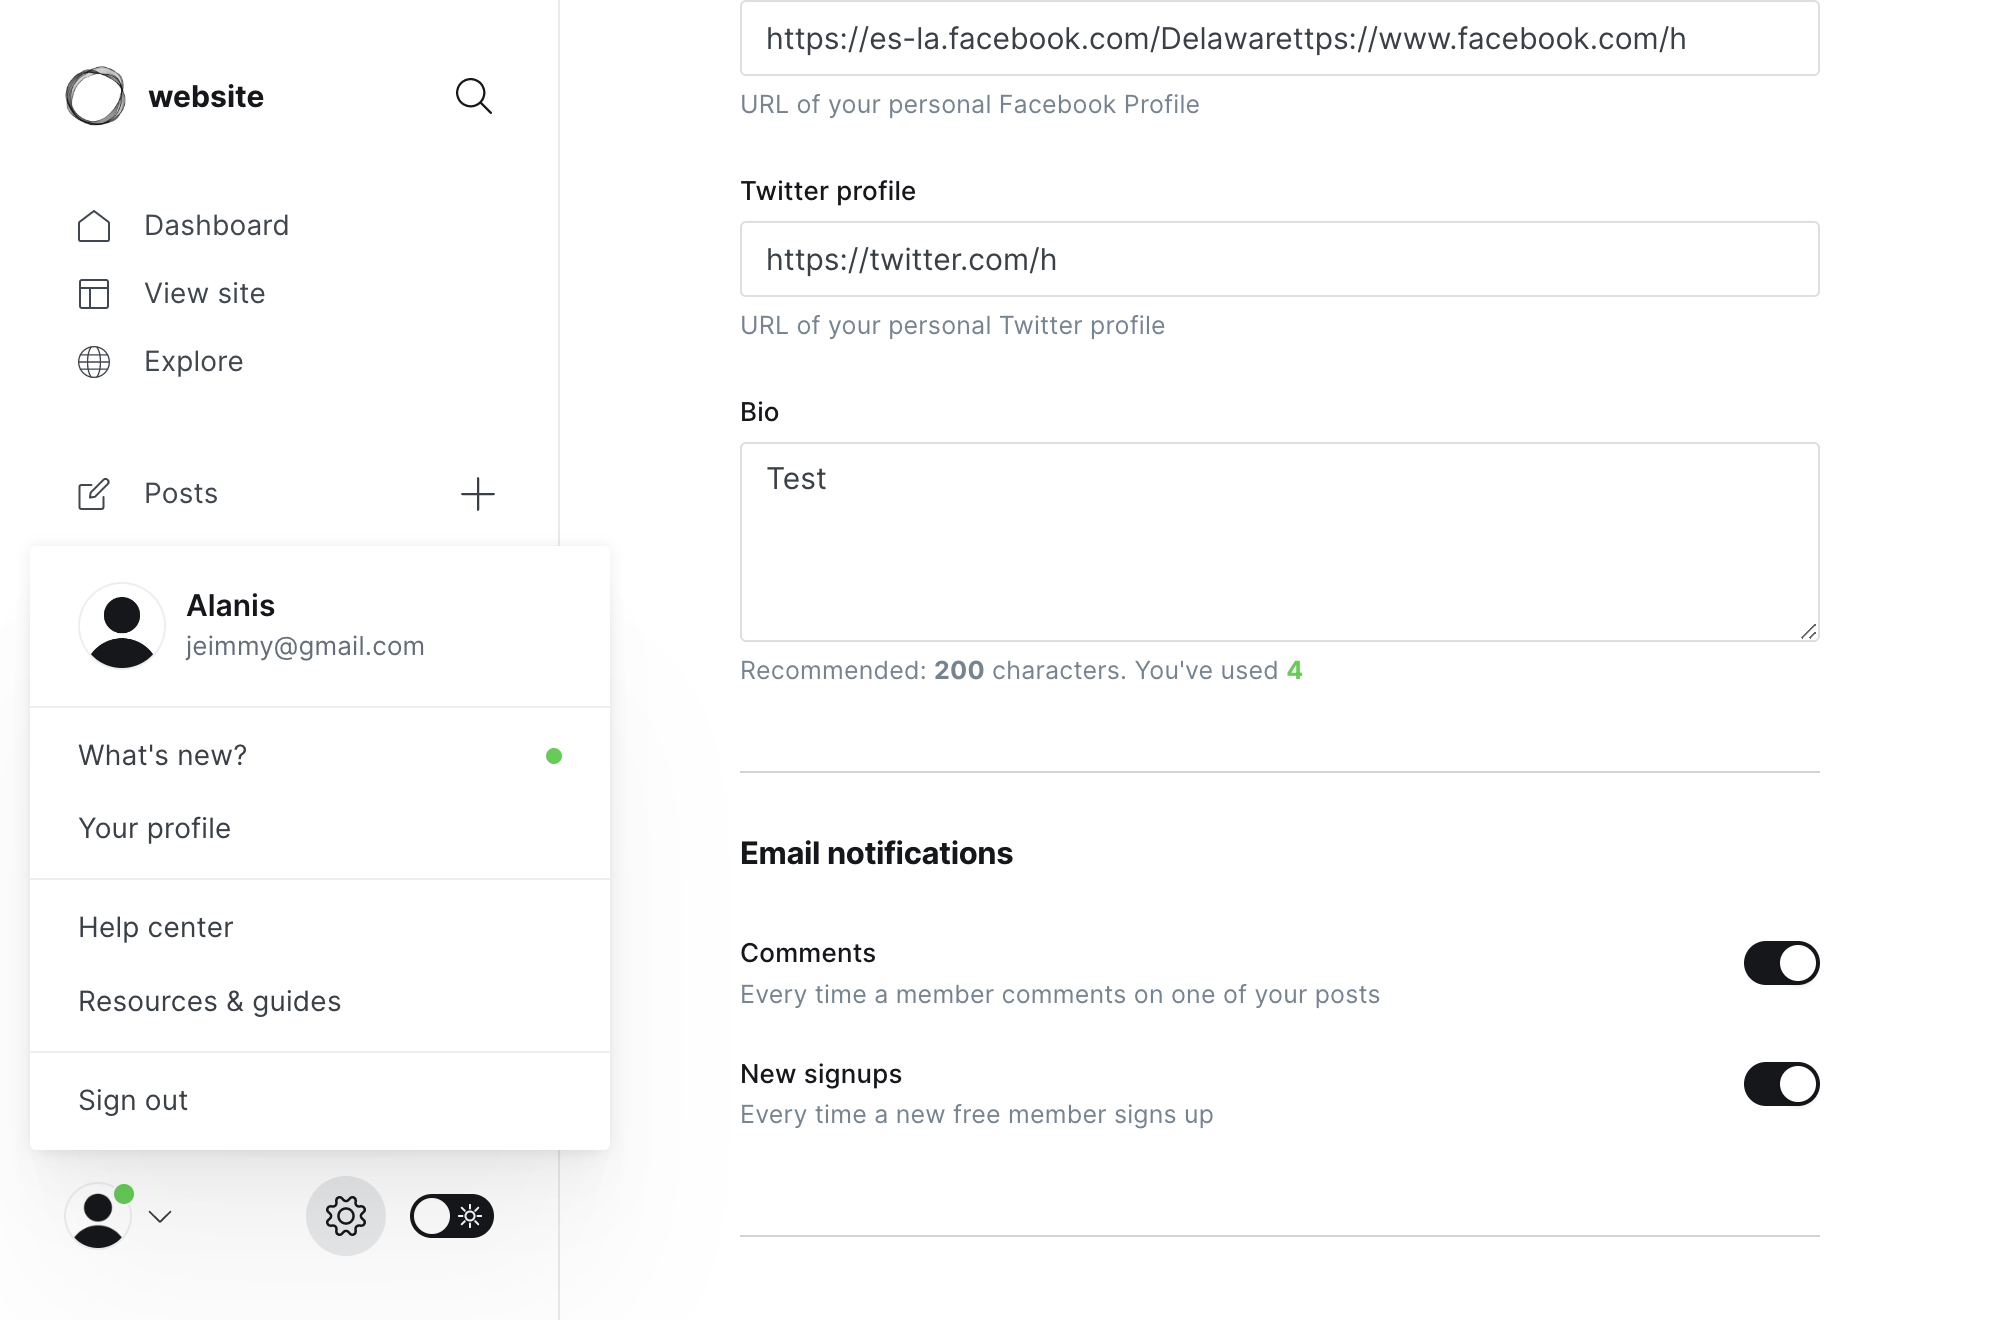 website
Dashboard
View site
Explore
Posts
Alanis
jeimmy@gmail.com
What's new?
Your profile
Help center
Resources & guides
Sign out
https://es-la.facebook.com/Delawarettps://www.facebook.com/h
URL of your personal Facebook Profile
Twitter profile
https://twitter.com/h
URL of your personal Twitter profile
Bio
Test
Recommended: 200 characters. You've used 4
Email notifications
Comments
Every time a member comments on one of your posts
New signups
Every time a new free member signs up